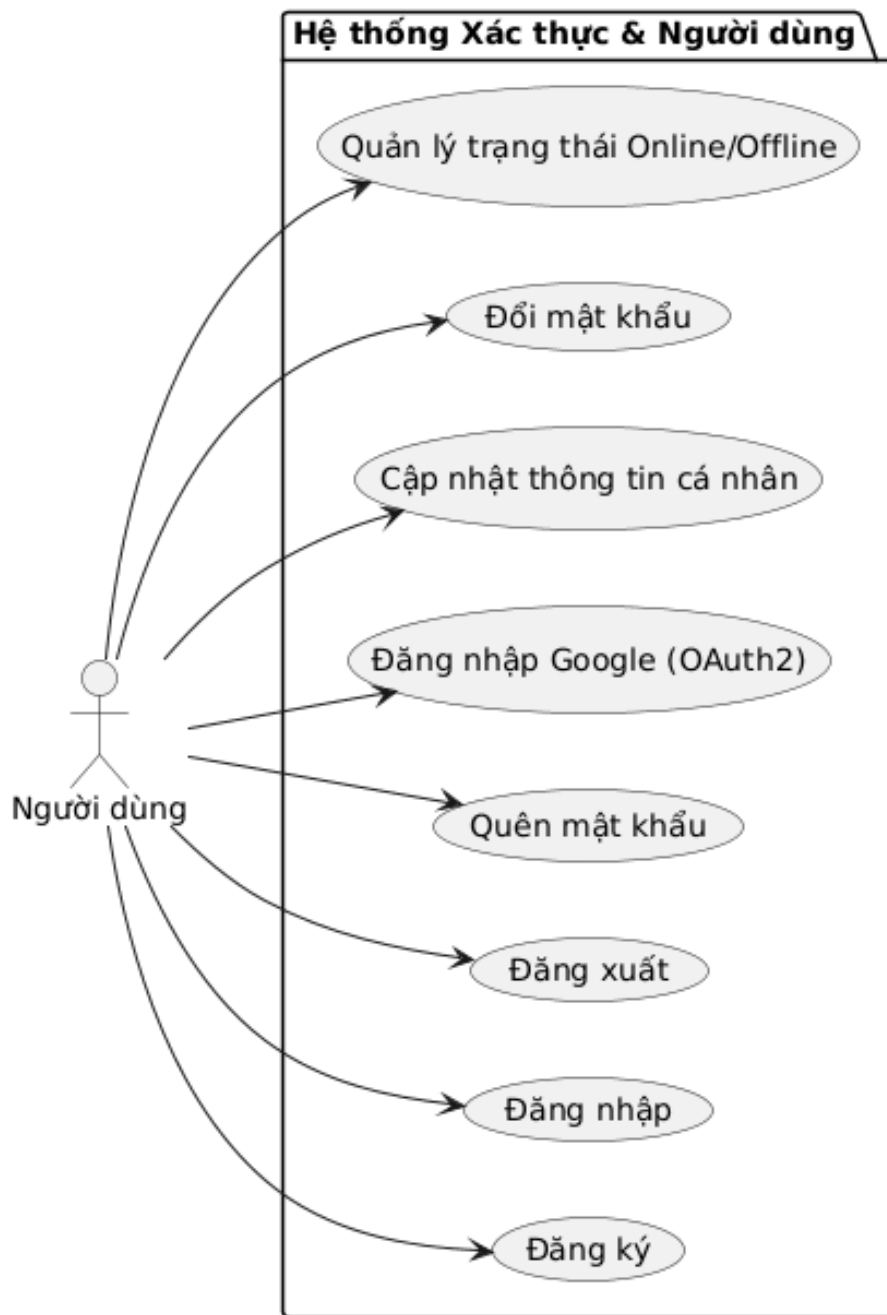 Hệ thống Xác thực & Người dùng
Quản lý trạng thái Online/Offline
Đổi mật khẩu
Cập nhật thông tin cá nhân
Đăng nhập Google (OAuth2)
Người dùng
Quên mật khẩu
Đăng xuất
Đăng nhập
Đăng ký